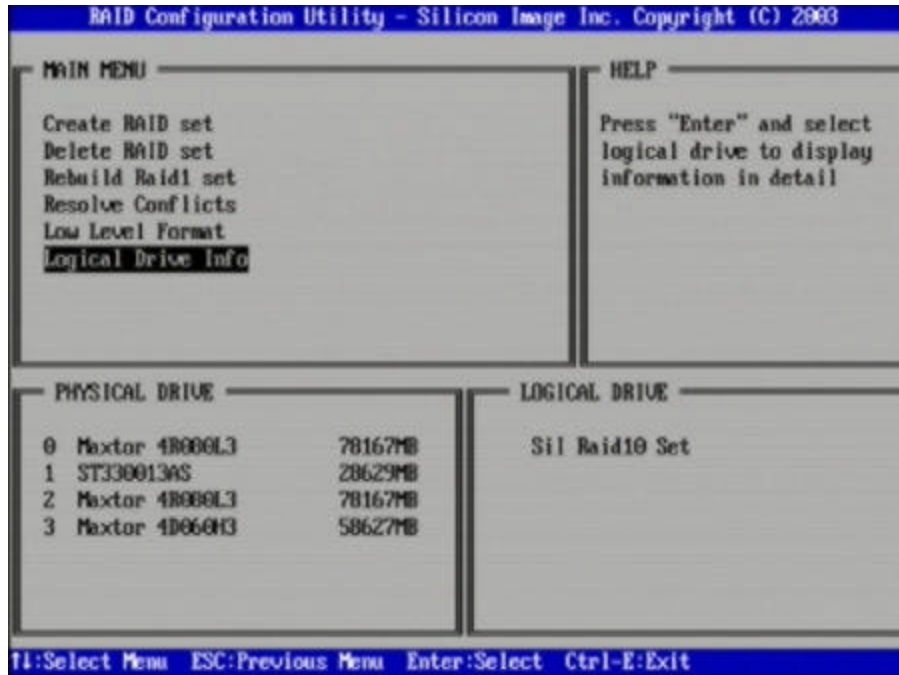 RAID Configuration Utility - Silicon Image Inc. Copyright (C) 2003
MAIN MENU
Create RAID set
Delete RAID set
Rebuild Raid1 set
Resolve Conflicts
Low Level Format
Logical Drive Info
HELP
Press "Enter" and select
logical drive to display
information in detail
PHYSICAL DRIVE
0 Maxtor 4R080L3 78167MB
1 ST330013AS 28629MB
2 Maxtor 4R080L3 78167MB
3 Maxtor 4D060H3 58627MB
LOGICAL DRIVE
Sil Raid10 Set
↑↓:Select Menu ESC:Previous Menu Enter:Select Ctrl-E:Exit